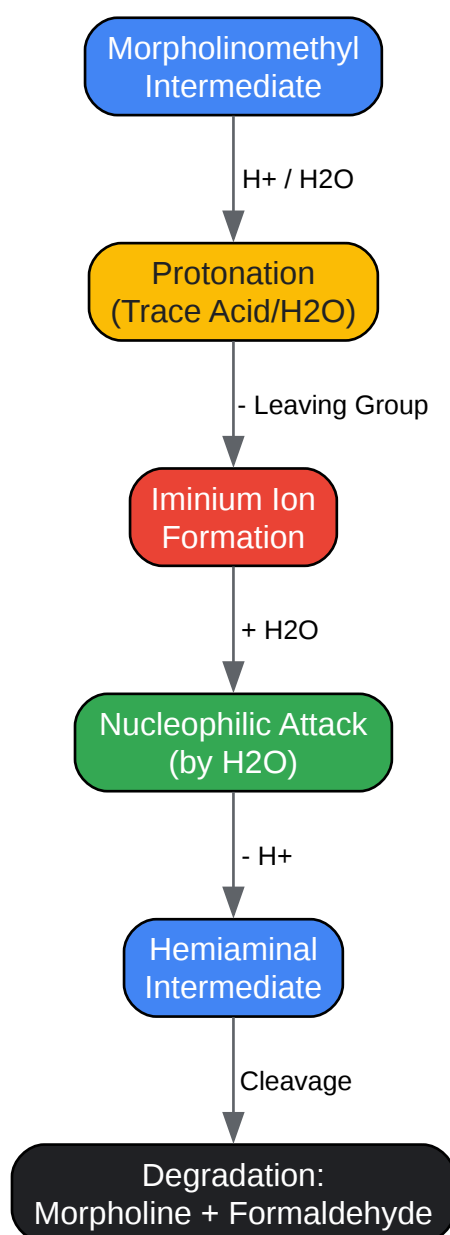 Morpholinomethyl
Intermediate
H+ / H2O
Protonation
(Trace Acid/H2O)
- Leaving Group
Iminium Ion
Formation
+ H2O
Nucleophilic Attack
(by H2O)
- H+
Hemiaminal
Intermediate
Cleavage
Degradation:
Morpholine + Formaldehyde